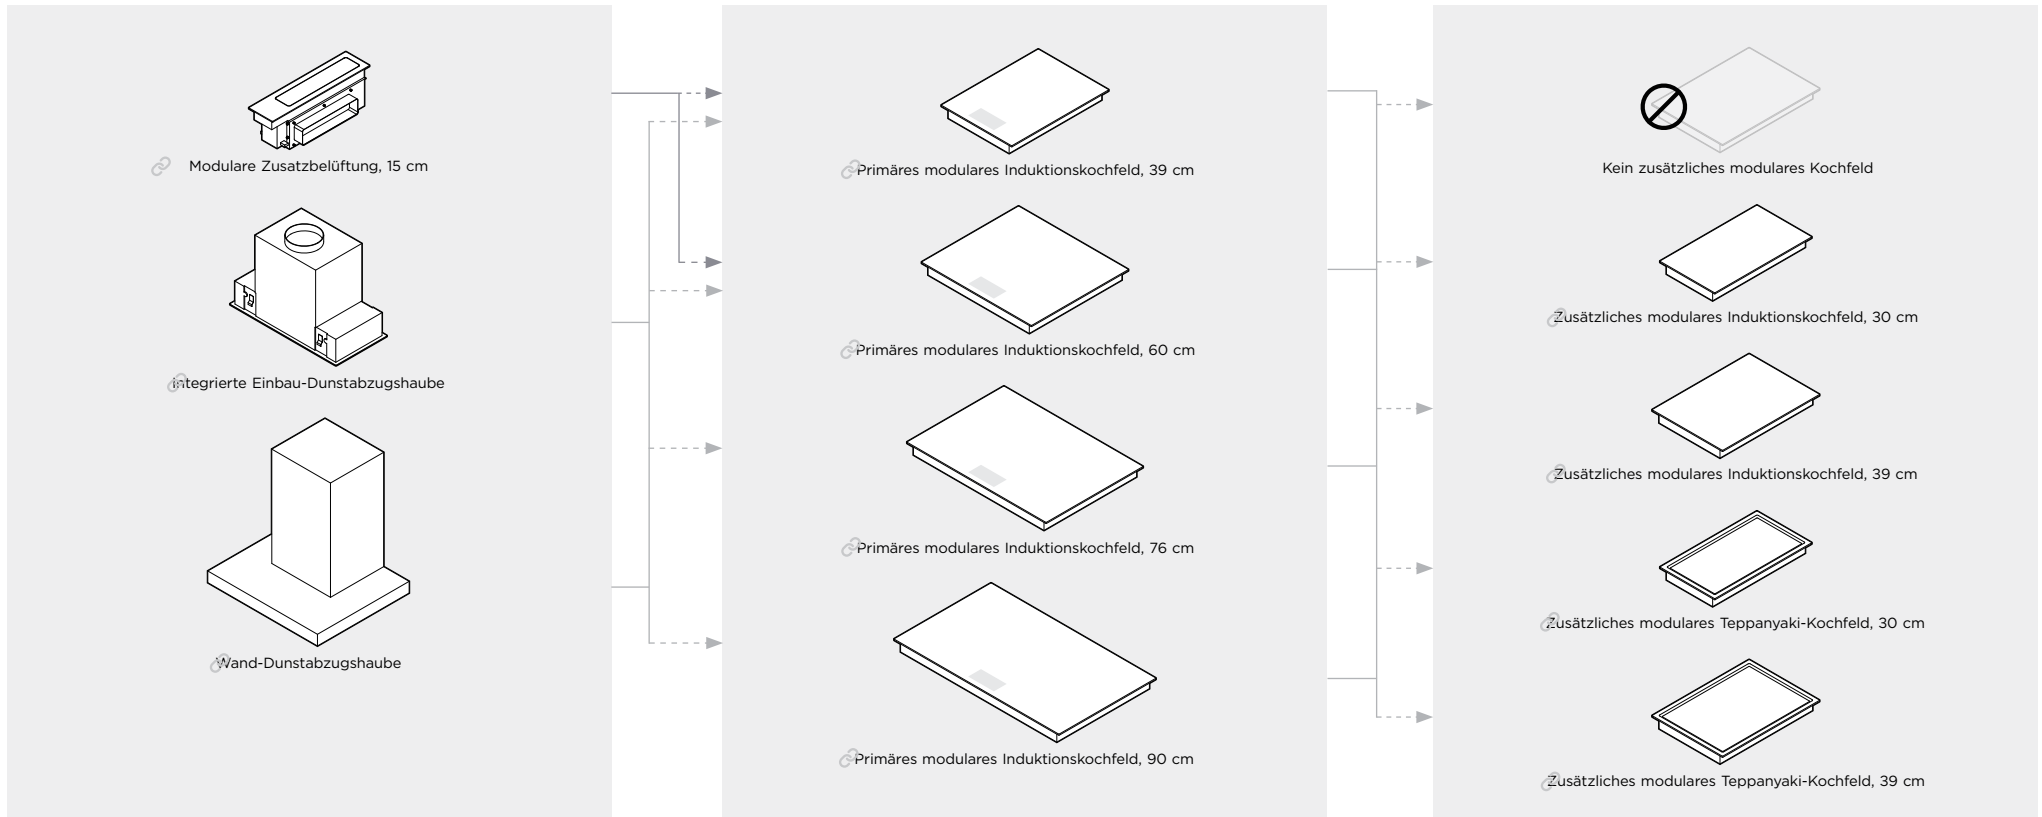 Modulare Zusatzbelüftung, 15 cm
integrierte Einbau-Dunstabzugshaube
Wand-Dunstabzugshaube
Primäres modulares Induktionskochfeld, 39 cm
Primäres modulares Induktionskochfeld, 60 cm
Primäres modulares Induktionskochfeld, 76 cm
Primäres modulares Induktionskochfeld, 90 cm
Kein zusätzliches modulares Kochfeld
Zusätzliches modulares Induktionskochfeld, 30 cm
Zusätzliches modulares Induktionskochfeld, 39 cm
Zusätzliches modulares Teppanyaki-Kochfeld, 30 cm
Zusätzliches modulares Teppanyaki-Kochfeld, 39 cm